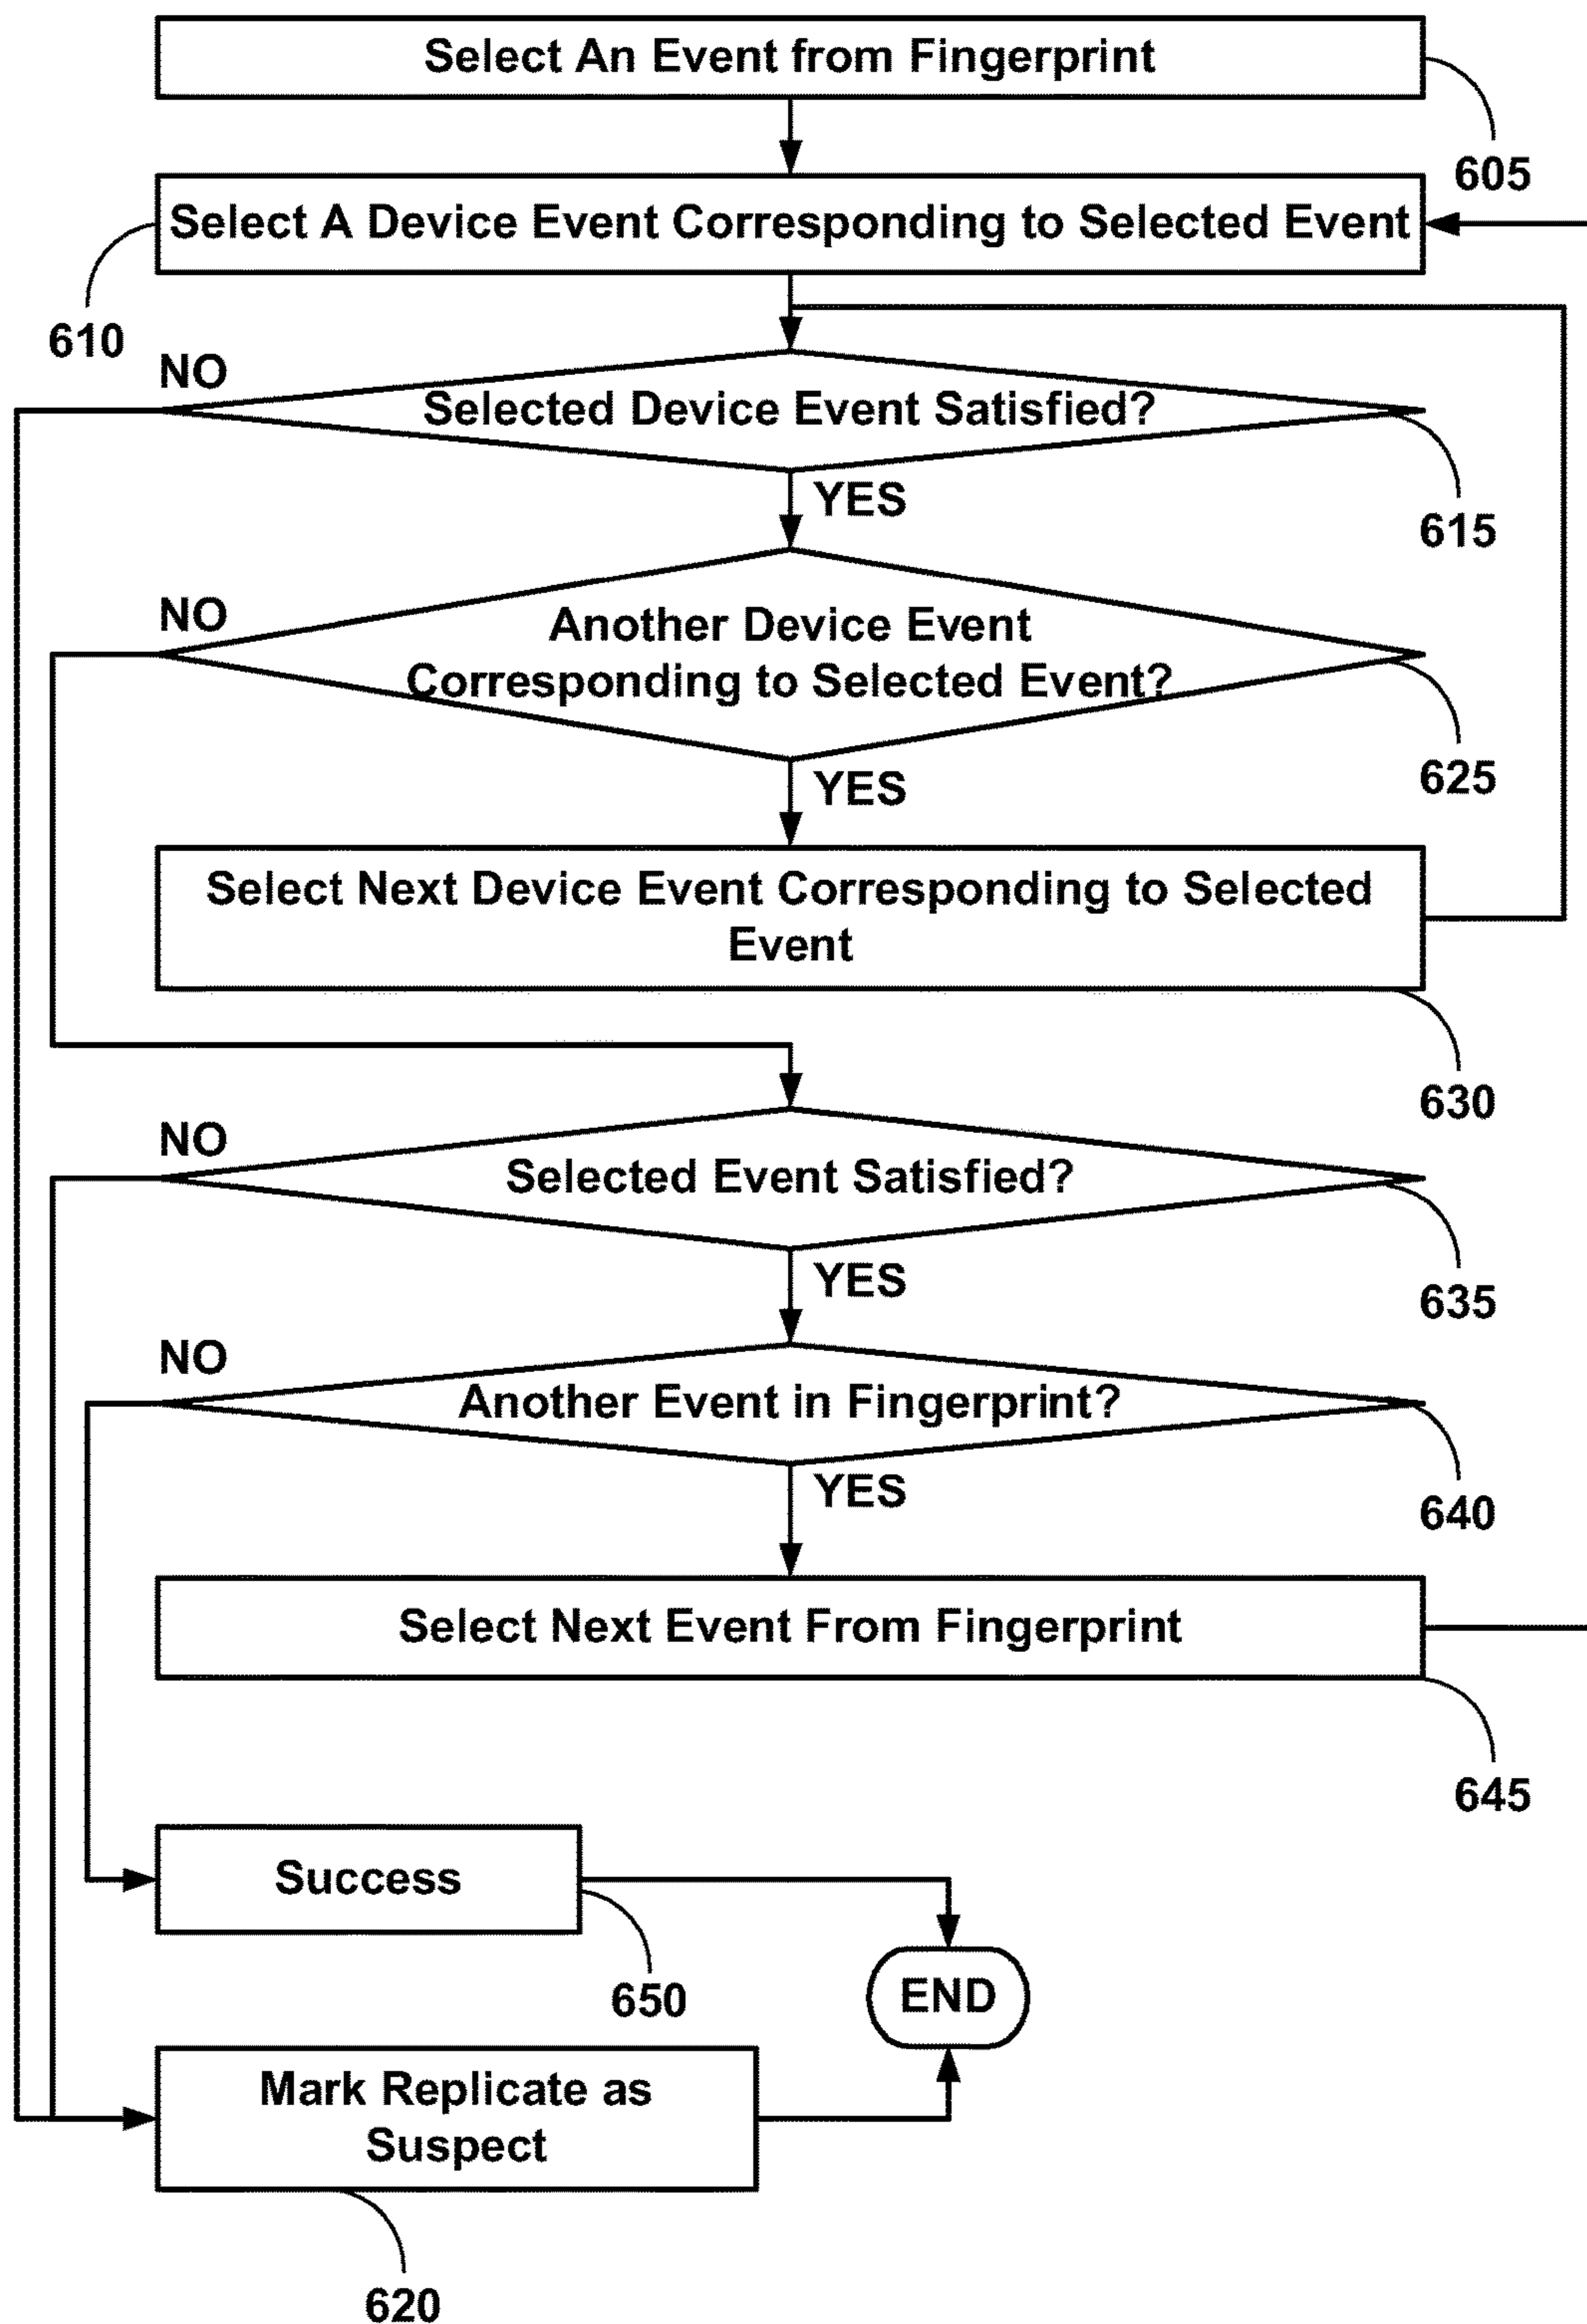 Select An Event from Fingerprint
605
Select A Device Event Corresponding to Selected Event
610
NO
Selected Device Event Satisfied?
615
YES
NO
Another Device Event
Corresponding to Selected Event?
625
YES
Select Next Device Event Corresponding to Selected
Event
630
NO
Selected Event Satisfied?
635
YES
NO
Another Event in Fingerprint?
640
YES
Select Next Event From Fingerprint
645
Success
650
END
Mark Replicate as
Suspect
620